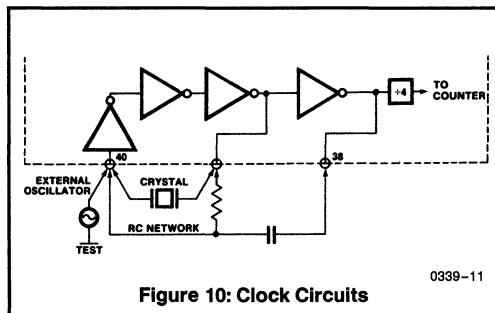 ÷4
TO
COUNTER
40
38
EXTERNAL
OSCILLATOR
CRYSTAL
RC NETWORK
TEST
0339–11
Figure 10: Clock Circuits